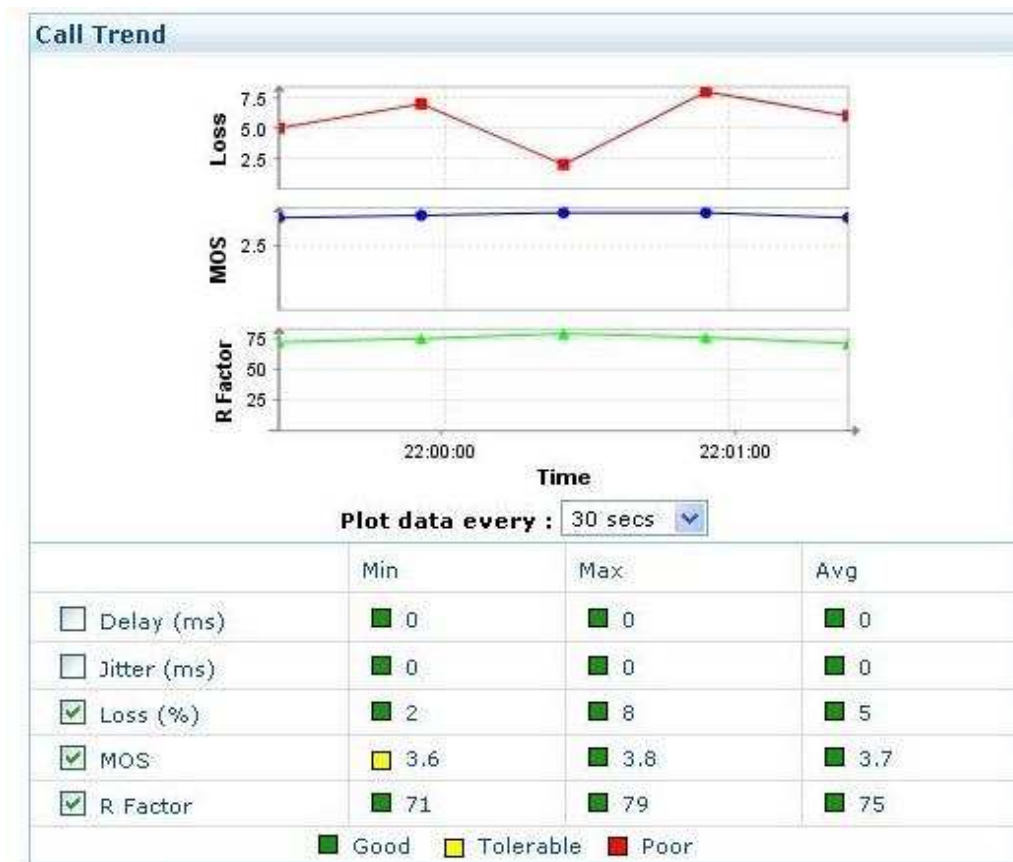 Call Trend
7.5
5.0
2.5
Loss
2.5
MOS
75
50
25
R Factor
22:00:00 22:01:00
Time
Plot data every : 30 secs
Min Max Avg
Delay (ms) 0 0 0
Jitter (ms) 0 0 0
Loss (%) 2 8 5
MOS 3.6 3.8 3.7
R Factor 71 79 75
Good Tolerable Poor